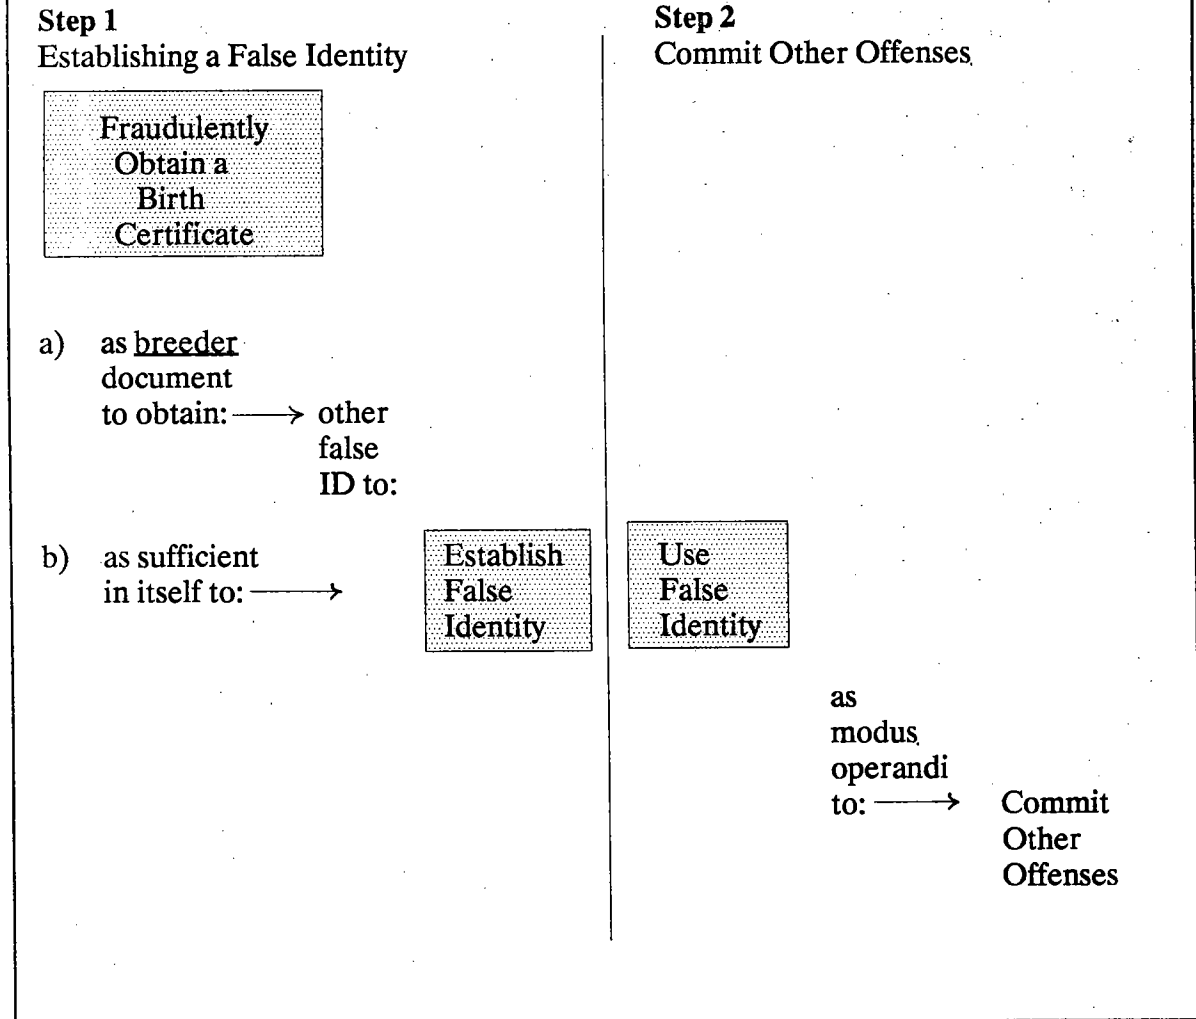 Step 1
Establishing a False Identity
Fraudulently
Obtain a
Birth
Certificate
a) as breeder
document
to obtain: → other
false
ID to:
b) as sufficient
in itself to: →
Establish
False
Identity
Step 2
Commit Other Offenses
Use
False
Identity
as
modus
operandi
to: → Commit
Other
Offenses